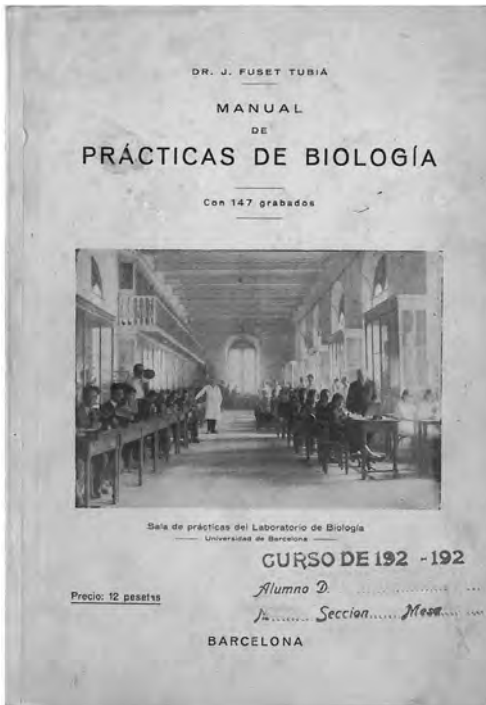 DR. J. FUSET TUBIÁ
MANUAL
DE
PRÁCTICAS DE BIOLOGÍA
Con 147 grabados
Sala de prácticas del Laboratorio de Biología
Universidad de Barcelona
CURSO DE 192 -192
Alumno D. ............
Seccion...... Mesa......
Precio: 12 pesetas
BARCELONA